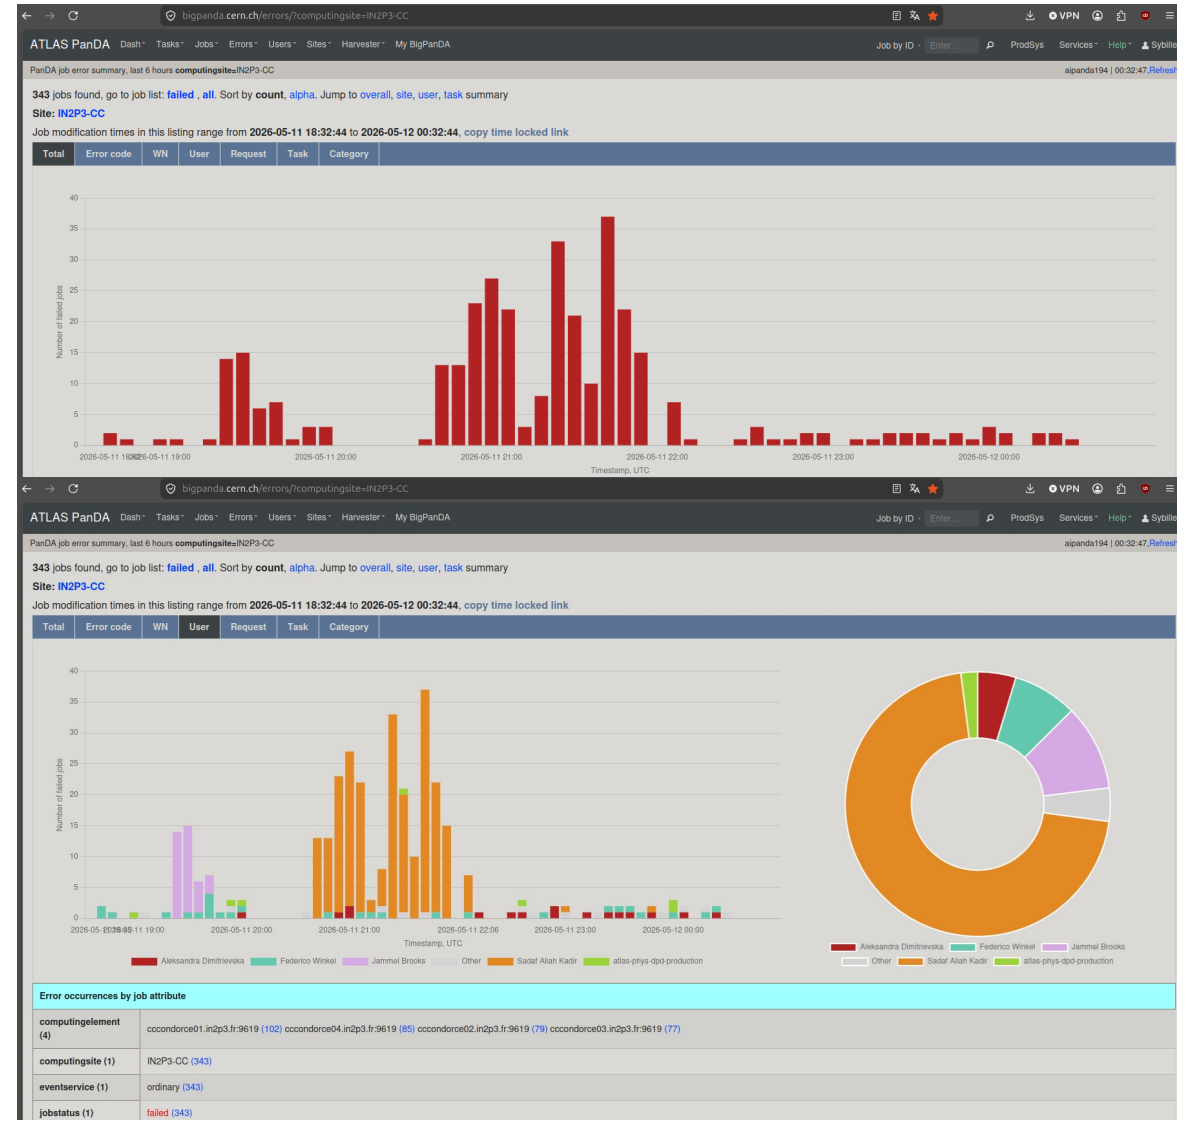 bigpanda.cern.ch/errors/?computingsite=IN2P3-CC VPN
ATLAS PanDA Dash Tasks Jobs Errors Users Sites Harvester My BigPanDA Job by ID - Enter... ProdSys Services Help Sybille
PanDA job error summary, last 6 hours computingsite=IN2P3-CC aipanda194 | 00:32:47,Refresh
343 jobs found, go to job list: failed , all. Sort by count, alpha. Jump to overall, site, user, task summary
Site: IN2P3-CC
Job modification times in this listing range from 2026-05-11 18:32:44 to 2026-05-12 00:32:44, copy time locked link
Total Error code WN User Request Task Category
40
35
30
25
20
15
10
5
0
Number of failed jobs
2026-05-11 19:00 2026-05-11 20:00 2026-05-11 21:00 2026-05-11 22:00 2026-05-11 23:00 2026-05-12 00:00
Timestamp, UTC
bigpanda.cern.ch/errors/?computingsite=IN2P3-CC VPN
ATLAS PanDA Dash Tasks Jobs Errors Users Sites Harvester My BigPanDA Job by ID - Enter... ProdSys Services Help Sybille
PanDA job error summary, last 6 hours computingsite=IN2P3-CC aipanda194 | 00:32:47,Refresh
343 jobs found, go to job list: failed , all. Sort by count, alpha. Jump to overall, site, user, task summary
Site: IN2P3-CC
Job modification times in this listing range from 2026-05-11 18:32:44 to 2026-05-12 00:32:44, copy time locked link
Total Error code WN User Request Task Category
40
35
30
25
20
15
10
5
0
Number of failed jobs
11 19:00 2026-05-11 20:00 2026-05-11 21:00 2026-05-11 22:06 2026-05-11 23:00 2026-05-12 00:00
Timestamp, UTC
Aleksandra Dimitrievska Federico Winkel Jammel Brooks Other Sadaf Aliah Kadir atlas-phys-dpd-production
Aleksandra Dimitrievska Federico Winkel Jammel Brooks
Other Sadaf Aliah Kadir atlas-phys-dpd-production
Error occurrences by job attribute
computingelement (4) cccondorce01.in2p3.fr:9619 (102) cccondorce04.in2p3.fr:9619 (85) cccondorce02.in2p3.fr:9619 (79) cccondorce03.in2p3.fr:9619 (77)
computingsite (1) IN2P3-CC (343)
eventservice (1) ordinary (343)
jobstatus (1) failed (343)